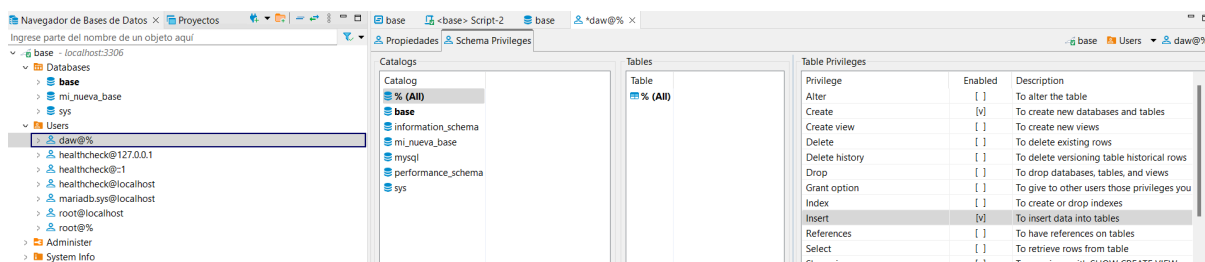 Navegador de Bases de Datos
Proyectos
base
<base> Script-2
base
*daw@%
Ingrese parte del nombre de un objeto aquí
Propiedades
Schema Privileges
base
Users
daw@%
base - localhost:3306
Databases
base
mi_nueva_base
sys
Users
daw@%
healthcheck@127.0.0.1
healthcheck@::1
healthcheck@localhost
mariadb.sys@localhost
root@localhost
root@%
Administer
System Info
Catalogs
Catalog
% (All)
base
information_schema
mi_nueva_base
mysql
performance_schema
sys
Tables
Table
% (All)
Table Privileges
Privilege Enabled Description
Alter [ ] To alter the table
Create [v] To create new databases and tables
Create view [ ] To create new views
Delete [ ] To delete existing rows
Delete history [ ] To delete versioning table historical rows
Drop [ ] To drop databases, tables, and views
Grant option [ ] To give to other users those privileges you
Index [ ] To create or drop indexes
Insert [v] To insert data into tables
References [ ] To have references on tables
Select [ ] To retrieve rows from table